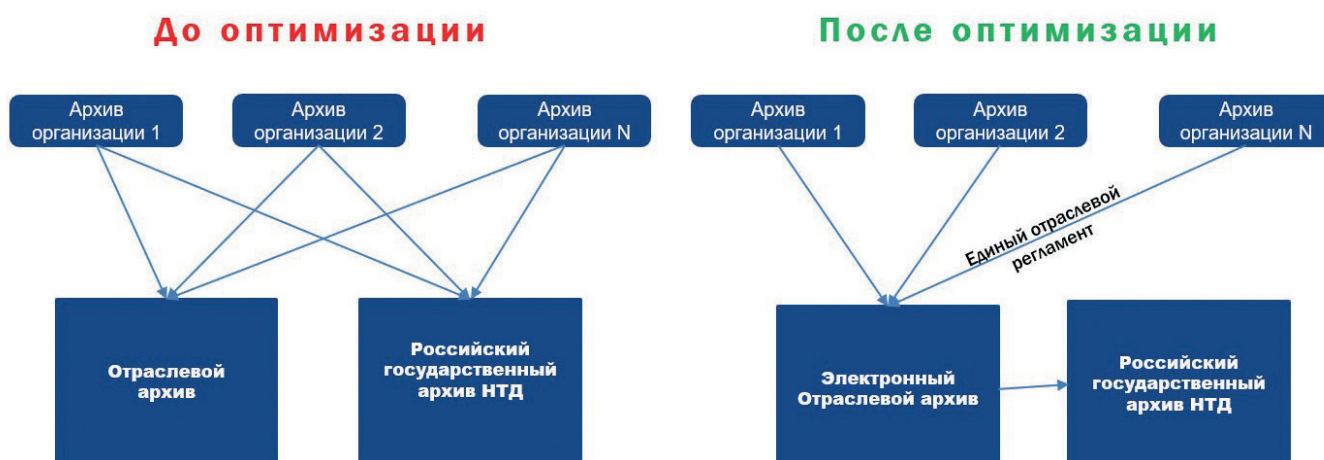 До оптимизации
Архив
организации 1
Архив
организации 2
Архив
организации N
Отраслевой
архив
Российский
государственный
архив НТД
После оптимизации
Архив
организации 1
Архив
организации 2
Архив
организации N
Единый отраслевой
регламент
Электронный
Отраслевой архив
Российский
государственный
архив НТД